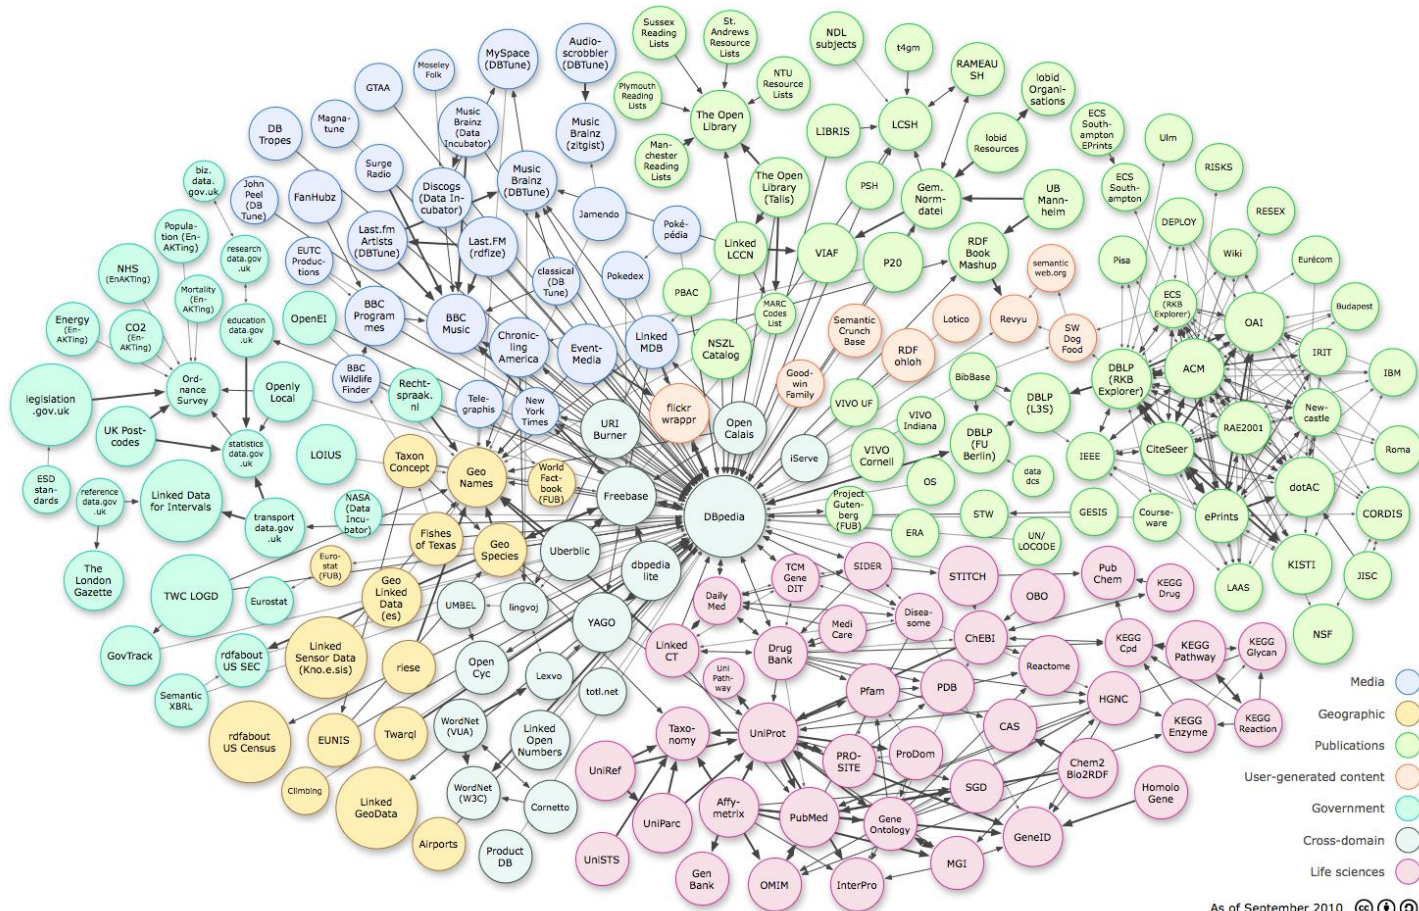 Sussex
Reading
Lists
St.
Andrews
Resource
Lists
NDL
subjects
t4gm
RAMEAU
SH
lobid
Organi-
sations
Plymouth
Reading
Lists
The Open
Library
NTU
Resource
Lists
LIBRIS
LCSH
lobid
Resources
ECS
South-
ampton
EPrints
Ulm
RISKS
Man-
chester
Reading
Lists
The Open
Library
(Talis)
PSH
Gem.
Norm-
datei
UB
Mann-
heim
ECS
South-
ampton
DEPLOY
RESEX
Linked
LCCN
VIAF
P20
RDF
Book
Mashup
semantic
web.org
Pisa
Wiki
Eurécom
PBAC
MARC
Codes
List
NSZL
Catalog
Semantic
Crunch
Base
RDF
ohloh
Lotico
Revyu
SW
Dog
Food
ECS
(RKB
Explorer)
OAI
Budapest
Good-
win
Family
VIVO UF
BibBase
DBLP
(L3S)
DBLP
(RKB
Explorer)
ACM
IRIT
IBM
VIVO
Indiana
VIVO
Cornell
DBLP
(FU
Berlin)
data
dcs
IEEE
CiteSeer
RAE2001
New-
castle
Roma
iServe
OS
Project
Guten-
berg
(FUB)
ERA
STW
UN/
LOCODE
GESIS
Course-
ware
ePrints
dotAC
CORDIS
LAAS
KISTI
JISC
NSF
Audio-
scrobbler
(DBTune)
MySpace
(DBTune)
Moseley
Folk
GTAA
Magna-
tune
DB
Tropes
Music
Brainz
(Data
Incubator)
Music
Brainz
(zitgist)
Surge
Radio
Discogs
(Data In-
cubator)
Music
Brainz
(DBTune)
John
Peel
(DB
Tune)
FanHubz
Last.fm
Artists
(DBTune)
Last.FM
(rdfize)
Jamendo
Poké-
pédia
EUTC
Produc-
tions
classical
(DB
Tune)
Pokedex
BBC
Program
mes
BBC
Music
Chronic-
ling
America
Event-
Media
Linked
MDB
BBC
Wildlife
Finder
Tele-
graphis
New
York
Times
flickr
wrappr
Open
Calais
URI
Burner
biz.
data.
gov.uk
Popula-
tion (En-
AKTing)
research
data.gov
.uk
NHS
(EnAKTing)
Mortality
(En-
AKTing)
Energy
(En-
AKTing)
CO2
(En-
AKTing)
education
data.gov
.uk
OpenEI
legislation
.gov.uk
Ord-
nance
Survey
Openly
Local
Recht-
spraak.
nl
UK Post-
codes
statistics
data.gov
.uk
LOIUS
ESD
stan-
dards
reference
data.gov
.uk
Linked Data
for Intervals
transport
data.gov
.uk
NASA
(Data
Incu-
bator)
The
London
Gazette
TWC LOGD
Eurostat
GovTrack
rdfabout
US SEC
Semantic
XBRL
Taxon
Concept
Geo
Names
World
Fact-
book
(FUB)
Fishes
of Texas
Geo
Species
Euro-
stat
(FUB)
Geo
Linked
Data
(es)
Linked
Sensor Data
(Kno.e.sis)
riese
rdfabout
US Census
EUNIS
Twarql
Climbing
Linked
GeoData
Airports
Freebase
DBpedia
Uberblic
dbpedia
lite
UMBEL
lingvoj
YAGO
Open
Cyc
Lexvo
totl.net
WordNet
(VUA)
Linked
Open
Numbers
WordNet
(W3C)
Cornetto
Product
DB
Daily
Med
TCM
Gene
DIT
SIDER
STITCH
Pub
Chem
KEGG
Drug
Linked
CT
Medi
Care
Disea-
some
OBO
Drug
Bank
ChEBI
KEGG
Cpd
KEGG
Pathway
KEGG
Glycan
Uni
Path-
way
Pfam
PDB
Reactome
HGNC
Taxo-
nomy
UniProt
PRO-
SITE
ProDom
CAS
KEGG
Enzyme
KEGG
Reaction
UniRef
Affy-
metrix
PubMed
Gene
Ontology
SGD
Chem2
Bio2RDF
Homolo
Gene
UniParc
GeneID
UniSTS
Gen
Bank
OMIM
InterPro
MGI
Media
Geographic
Publications
User-generated content
Government
Cross-domain
Life sciences
As of September 2010